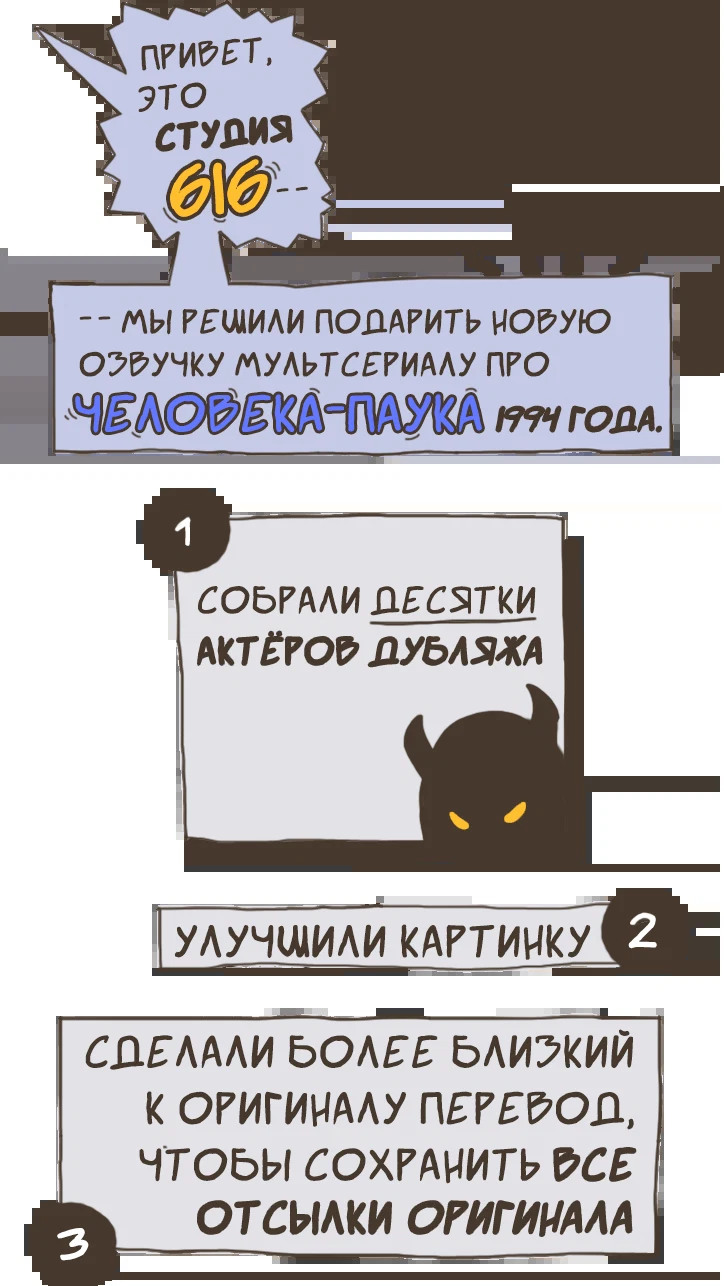 ПРИВЕТ,
ЭТО
СТУДИЯ
616--
-- МЫ РЕШИЛИ ПОДАРИТЬ НОВУЮ
ОЗВУЧКУ МУЛЬТСЕРИАЛУ ПРО
ЧЕЛОВЕКА-ПАУКА 1994 ГОДА.
1
СОБРАЛИ ДЕСЯТКИ
АКТЁРОВ ДУБЛЯЖА
УЛУЧШИЛИ КАРТИНКУ 2
СДЕЛАЛИ БОЛЕЕ БЛИЗКИЙ
К ОРИГИНАЛУ ПЕРЕВОД,
ЧТОБЫ СОХРАНИТЬ ВСЕ
ОТСЫЛКИ ОРИГИНАЛА
3